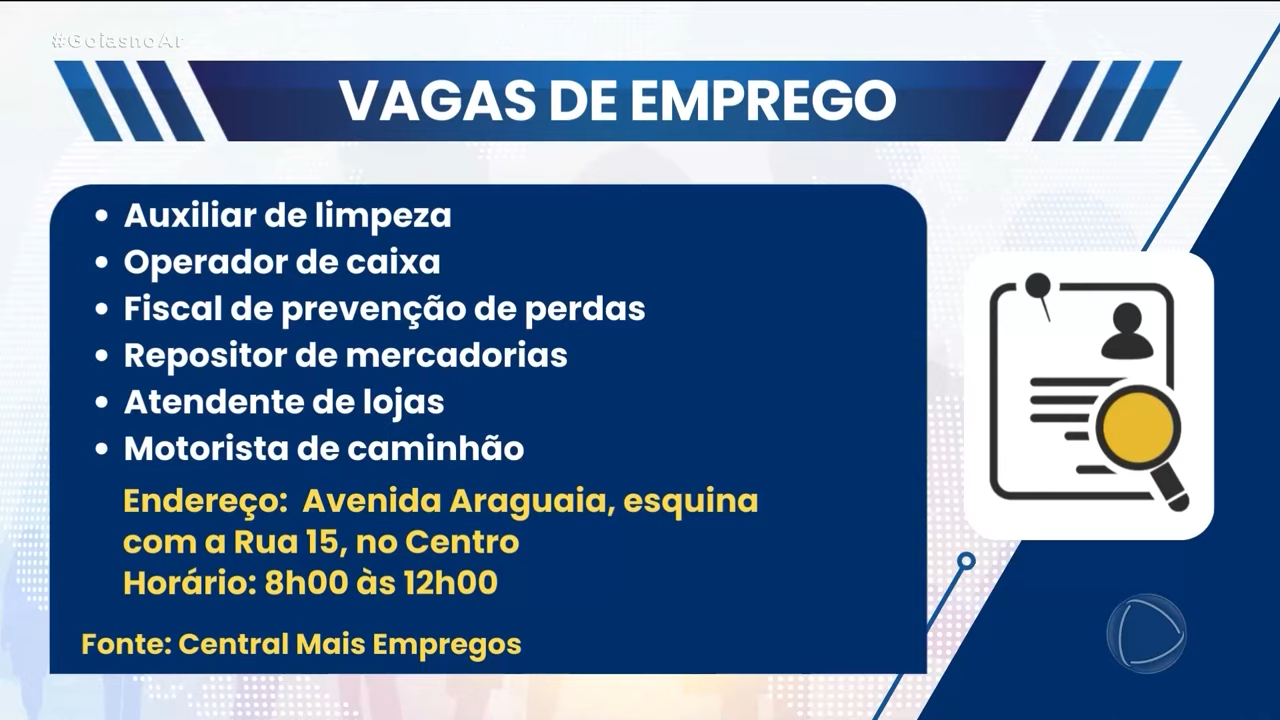 #GoiasnoAr
VAGAS DE EMPREGO
• Auxiliar de limpeza
• Operador de caixa
• Fiscal de prevenção de perdas
• Repositor de mercadorias
• Atendente de lojas
• Motorista de caminhão
Endereço:  Avenida Araguaia, esquina
com a Rua 15, no Centro
Horário: 8h00 às 12h00
Fonte: Central Mais Empregos